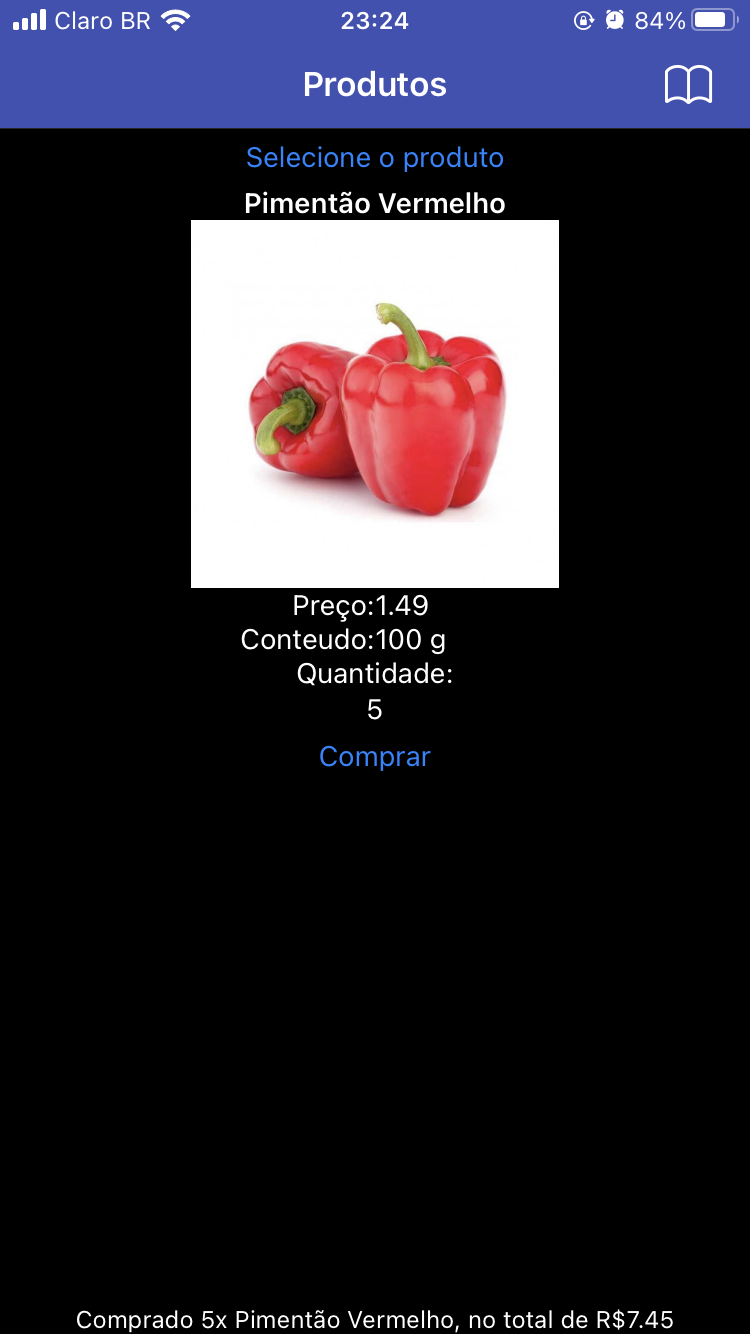 Claro BR 23:24 84%
Produtos
Selecione o produto
Pimentão Vermelho
Preço:1.49
Conteudo:100 g
Quantidade:
5
Comprar
Comprado 5x Pimentão Vermelho, no total de R$7.45